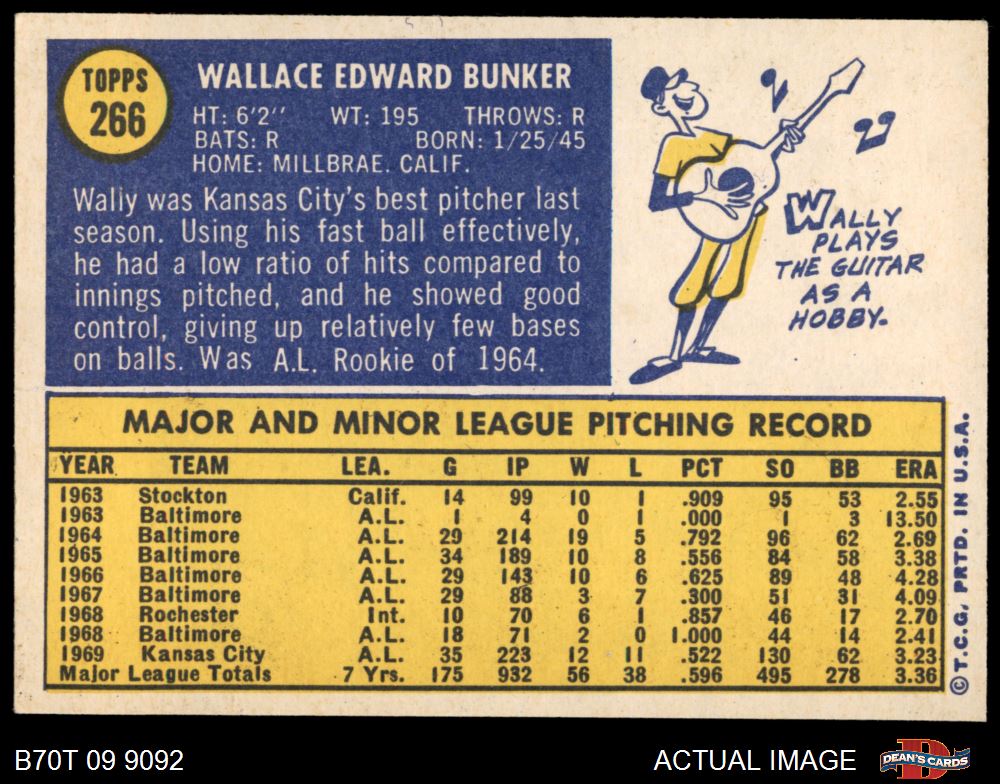 TOPPS
266
WALLACE EDWARD BUNKER
HT: 6'2'' WT: 195 THROWS: R
BATS: R BORN: 1/25/45
HOME: MILLBRAE. CALIF.
Wally was Kansas City's best pitcher last
season. Using his fast ball effectively,
he had a low ratio of hits compared to
innings pitched, and he showed good
control, giving up relatively few bases
on balls. Was A.L. Rookie of 1964.
WALLY
PLAYS
THE GUITAR
AS A
HOBBY.
MAJOR AND MINOR LEAGUE PITCHING RECORD
YEAR TEAM LEA. G IP W L PCT SO BB ERA
1963 Stockton Calif. 14 99 10 1 .909 95 53 2.55
1963 Baltimore A.L. 1 4 0 1 .000 1 3 13.50
1964 Baltimore A.L. 29 214 19 5 .792 96 62 2.69
1965 Baltimore A.L. 34 189 10 8 .556 84 58 3.38
1966 Baltimore A.L. 29 143 10 6 .625 89 48 4.28
1967 Baltimore A.L. 29 88 3 7 .300 51 31 4.09
1968 Rochester Int. 10 70 6 1 .857 46 17 2.70
1968 Baltimore A.L. 18 71 2 0 1.000 44 14 2.41
1969 Kansas City A.L. 35 223 12 11 .522 130 62 3.23
Major League Totals 7 Yrs. 175 932 56 38 .596 495 278 3.36
©T.C.G. PRTD. IN U.S.A.
B70T 09 9092 ACTUAL IMAGE
DEAN'S CARDS